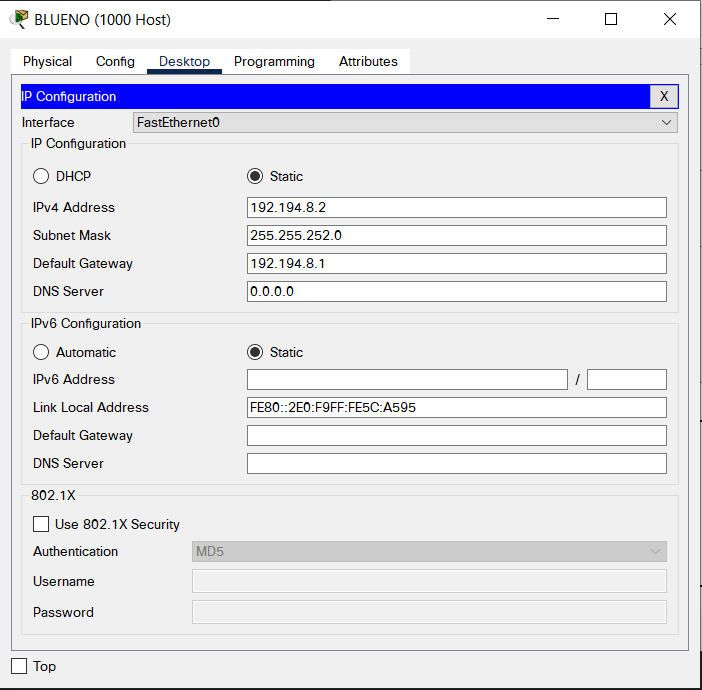 BLUENO (1000 Host)
Physical Config Desktop Programming Attributes
IP Configuration X
Interface FastEthernet0
IP Configuration
DHCP Static
IPv4 Address 192.194.8.2
Subnet Mask 255.255.252.0
Default Gateway 192.194.8.1
DNS Server 0.0.0.0
IPv6 Configuration
Automatic Static
IPv6 Address /
Link Local Address FE80::2E0:F9FF:FE5C:A595
Default Gateway
DNS Server
802.1X
Use 802.1X Security
Authentication MD5
Username
Password
Top